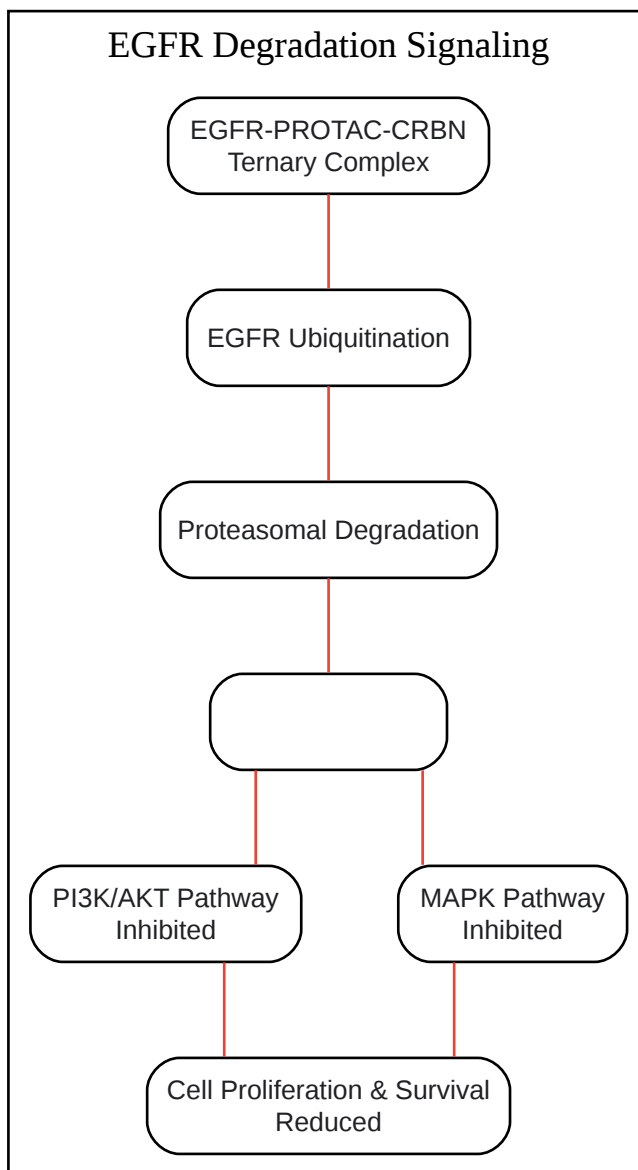 EGFR Degradation Signaling
EGFR-PROTAC-CRBN
Ternary Complex
EGFR Ubiquitination
Proteasomal Degradation
PI3K/AKT Pathway
Inhibited
MAPK Pathway
Inhibited
Cell Proliferation & Survival
Reduced